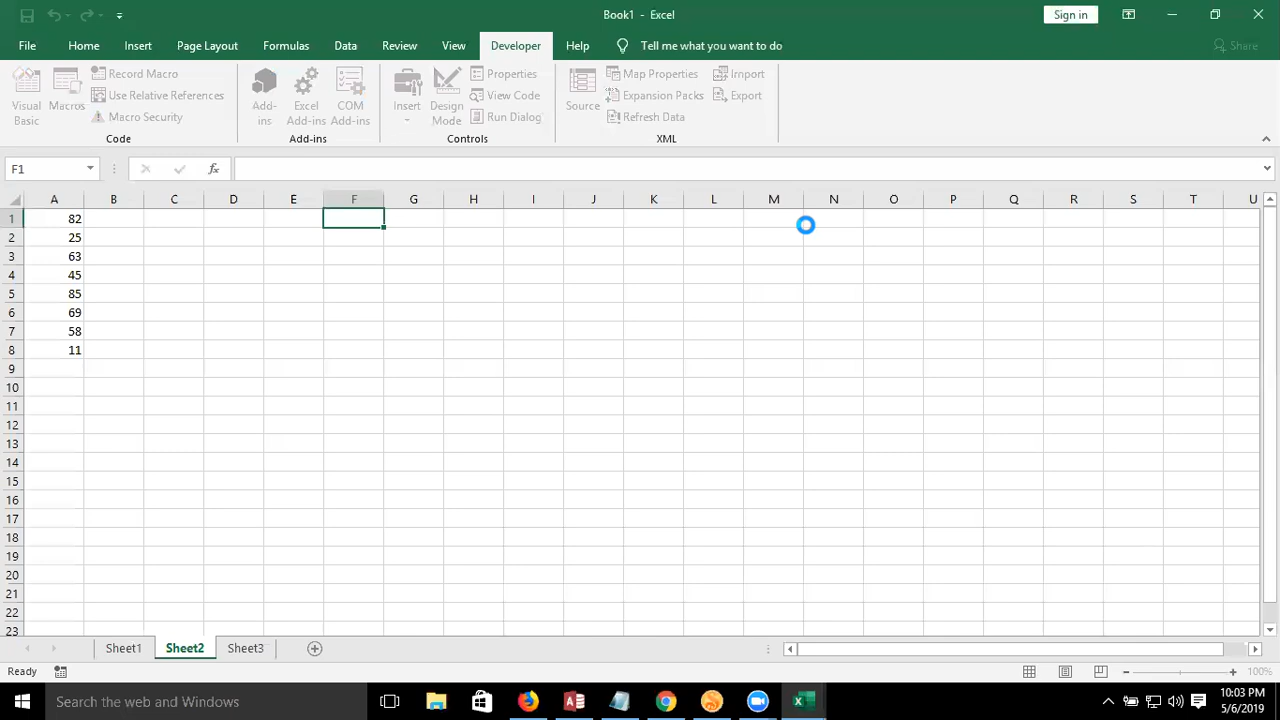 Book1 - Excel
Sign in
File Home Insert Page Layout Formulas Data Review View Developer Help Tell me what you want to do Share
Visual Basic
Macros
Record Macro
Use Relative References
Macro Security
Code
Add-ins
Excel Add-ins
COM Add-ins
Add-ins
Insert
Design Mode
Properties
View Code
Run Dialog
Controls
Source
Map Properties
Expansion Packs
Refresh Data
Import
Export
XML
F1 fx
A B C D E F G H I J K L M N O P Q R S T U
1 82
2 25
3 63
4 45
5 85
6 69
7 58
8 11
9
10
11
12
13
14
15
16
17
18
19
20
21
22
23
Sheet1 Sheet2 Sheet3
Ready 100%
Search the web and Windows
10:03 PM
5/6/2019